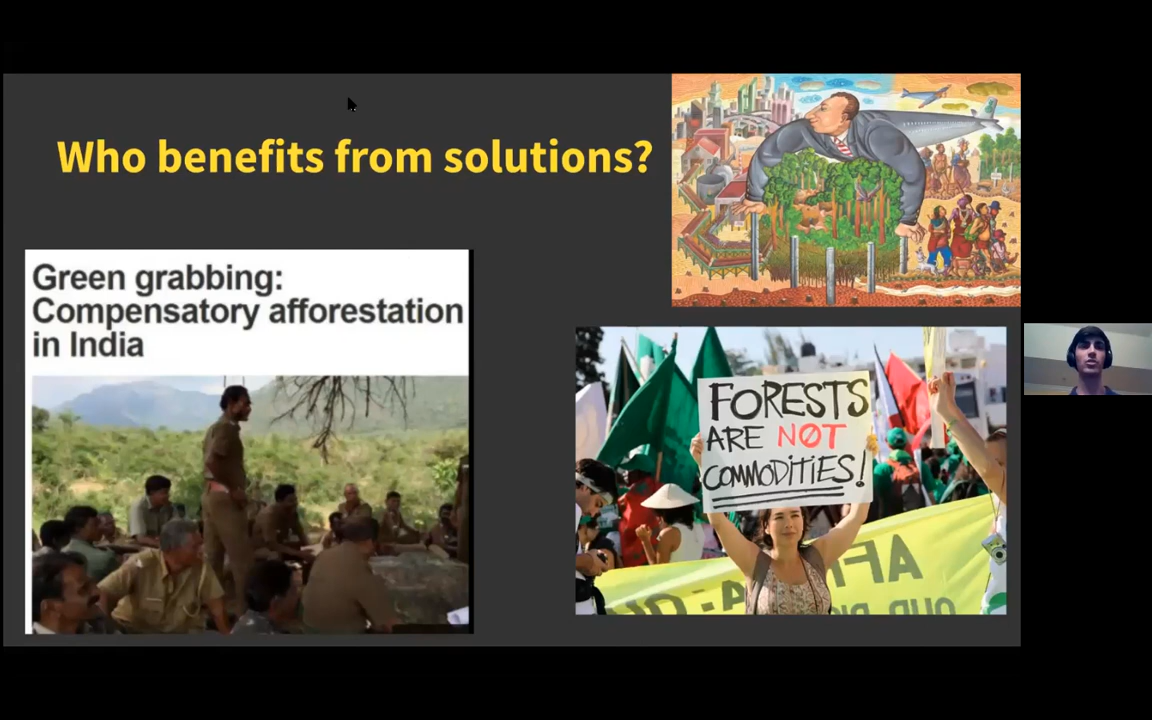 Who benefits from solutions?
Green grabbing:
Compensatory afforestation
in India
FORESTS
ARE NOT
COMMODITIES!